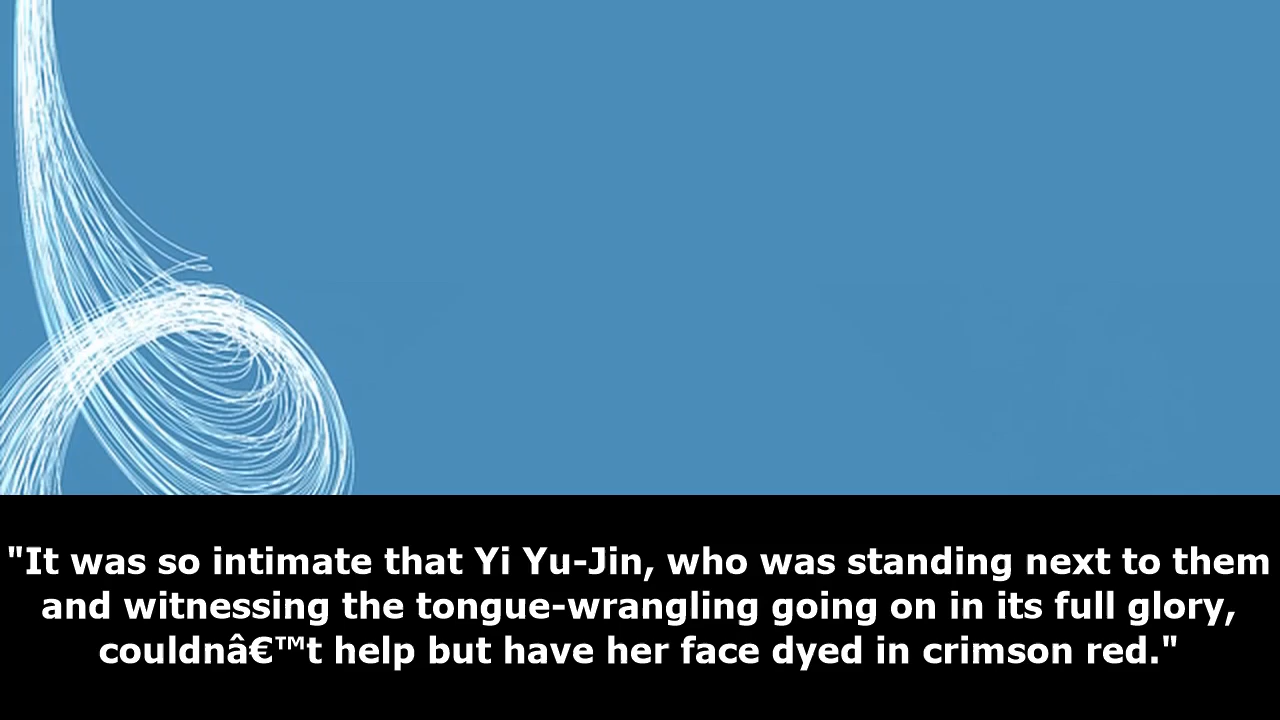 "It was so intimate that Yi Yu-Jin, who was standing next to them
and witnessing the tongue-wrangling going on in its full glory,
couldnâ€™t help but have her face dyed in crimson red."